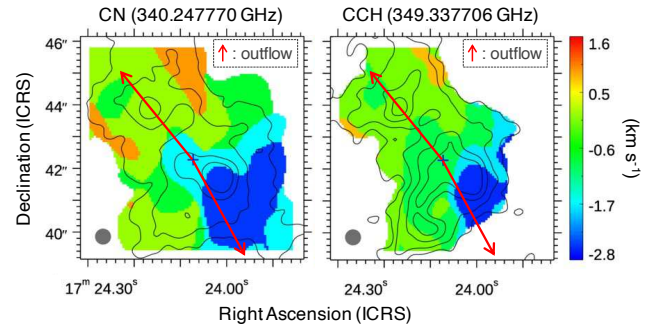 CN (340.247770 GHz) CCH (349.337706 GHz)
↑ : outflow ↑ : outflow
46″
44″
42″
40″
Declination (ICRS)
1.6
0.5
-0.6
-1.7
-2.8
(km s⁻¹)
17ᵐ 24.30ˢ 24.00ˢ 24.30ˢ 24.00ˢ
Right Ascension (ICRS)